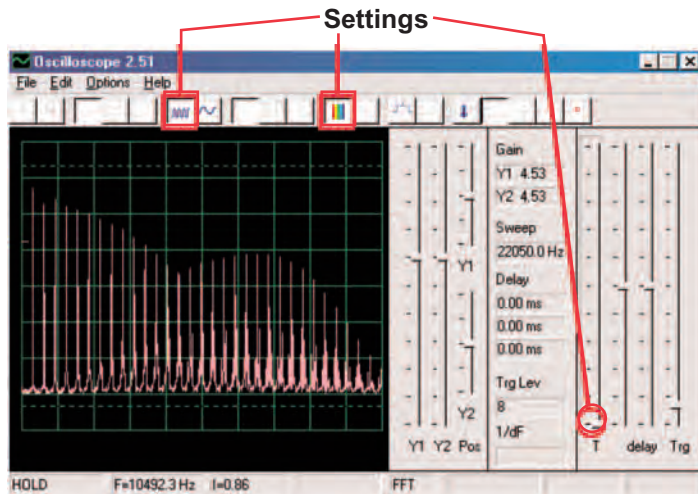 Settings
Oscilloscope 2.51
File Edit Options Help
Gain
Y1 4.53
Y2 4.53
Sweep
22050.0 Hz
Delay
0.00 ms
0.00 ms
0.00 ms
Trg Lev
8
1/dF
Y1
Y2
Y1 Y2 Pos
T delay Trg
HOLD F=10492.3 Hz I=0.86 FFT